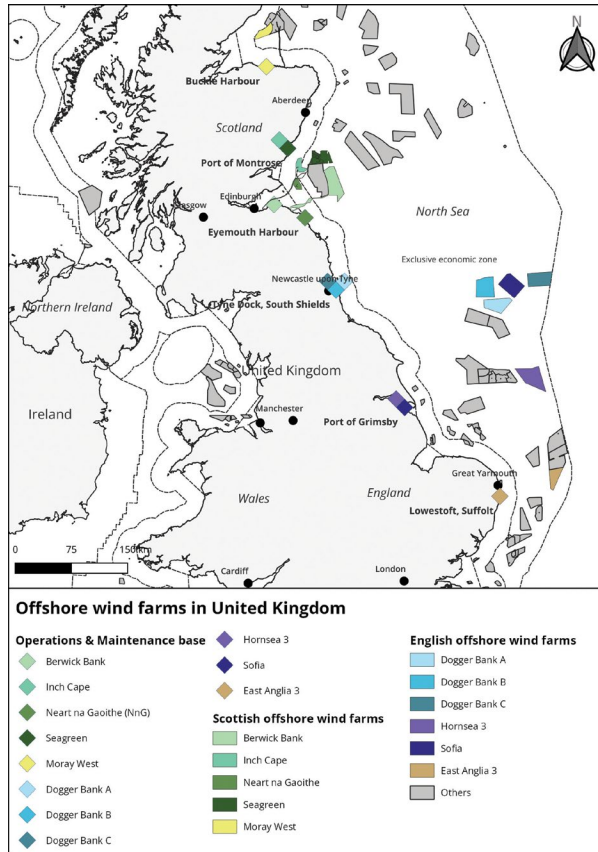 N
Buckie Harbour
Aberdeen
Scotland
Port of Montrose
Edinburgh
Glasgow
North Sea
Eyemouth Harbour
Exclusive economic zone
Newcastle upon Tyne
Northern Ireland
Tyne Dock, South Shields
United Kingdom
Ireland
Manchester
Port of Grimsby
Great Yarmouth
Wales
England
Lowestoft, Suffolt
0 75 150 km
Cardiff
London
Offshore wind farms in United Kingdom
Operations & Maintenance base
Berwick Bank
Inch Cape
Neart na Gaoithe (NnG)
Seagreen
Moray West
Dogger Bank A
Dogger Bank B
Dogger Bank C
Hornsea 3
Sofia
East Anglia 3
Scottish offshore wind farms
Berwick Bank
Inch Cape
Neart na Gaoithe
Seagreen
Moray West
English offshore wind farms
Dogger Bank A
Dogger Bank B
Dogger Bank C
Hornsea 3
Sofia
East Anglia 3
Others